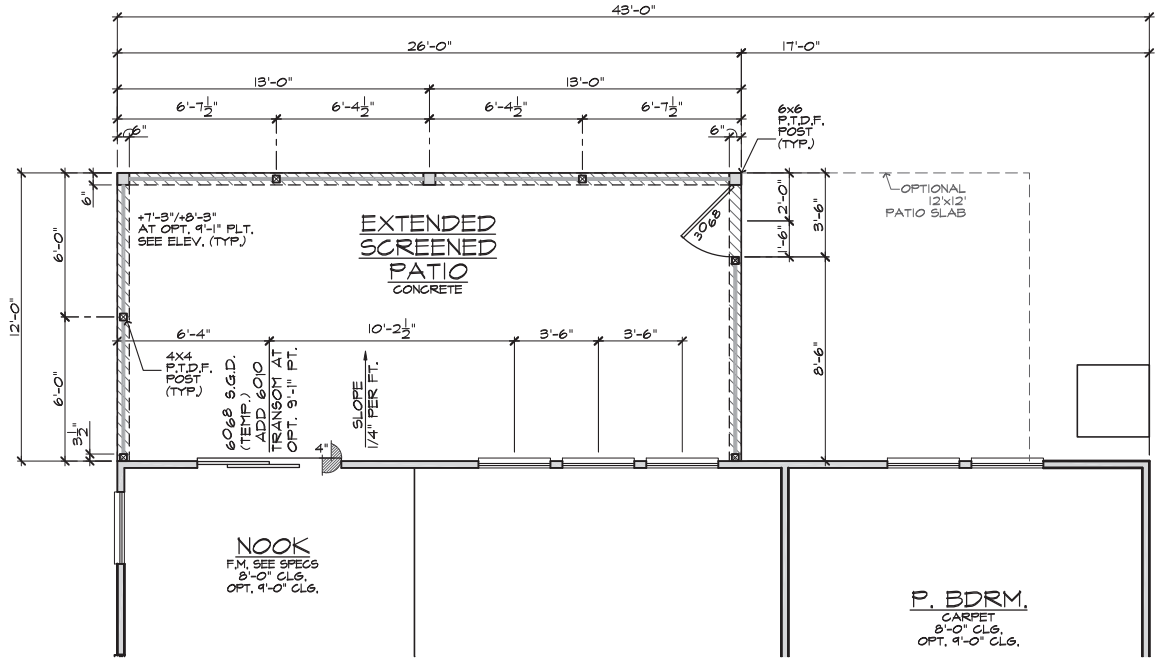 43'-0"
26'-0"
17'-0"
13'-0"
13'-0"
6'-7½"
6'-4½"
6'-4½"
6'-7½"
6"
6"
6x6
P.T.D.F.
POST
(TYP.)
6"
+7'-3"/+8'-3"
AT OPT. 9'-1" PLT.
SEE ELEV. (TYP.)
EXTENDED
SCREENED
PATIO
CONCRETE
3068
2'-0"
1'-6"
3'-6"
OPTIONAL
12'x12'
PATIO SLAB
6'-0"
12'-0"
6'-4"
10'-2½"
3'-6"
3'-6"
8'-6"
4X4
P.T.D.F.
POST
(TYP.)
6'-0"
3½"
6068 S.G.D.
(TEMP.)
ADD 6010
TRANSOM AT
OPT. 9'-1" PT.
SLOPE
1/4" PER FT.
4"
NOOK
F.M. SEE SPECS
8'-0" CLG.
OPT. 9'-0" CLG.
P. BDRM.
CARPET
8'-0" CLG.
OPT. 9'-0" CLG.